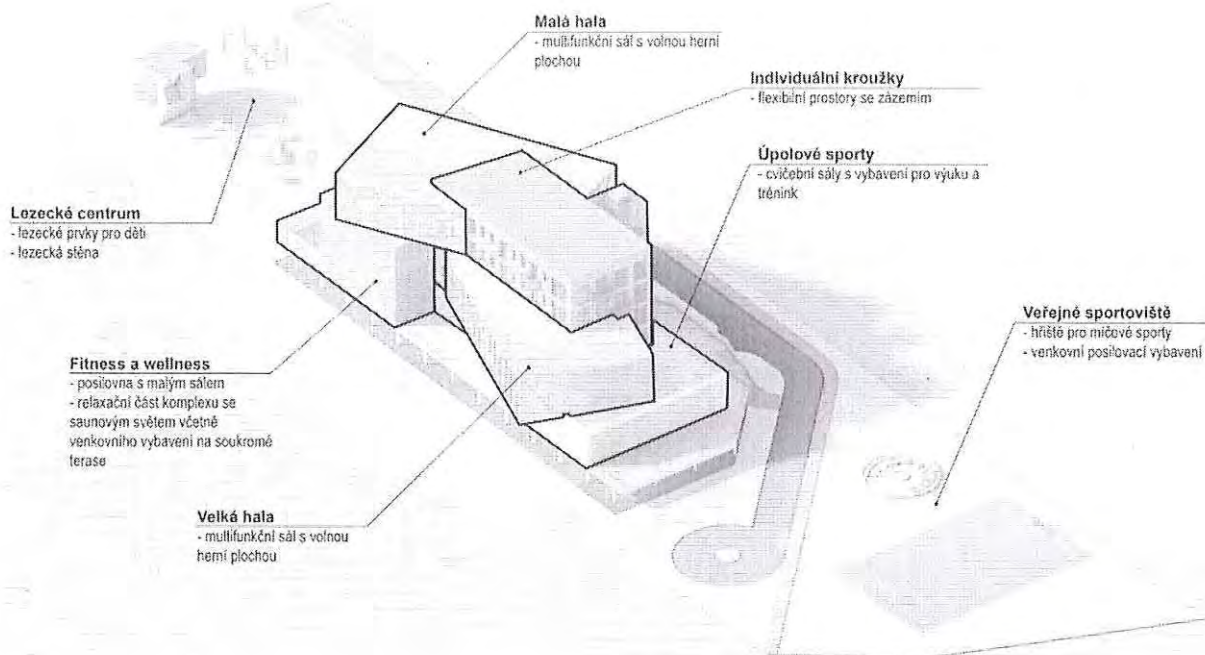 Malá hala
- multifunkční sál s volnou herní
plochou
Individuální kroužky
- flexibilní prostory se zázemím
Úpolové sporty
- cvičební sály s vybavení pro výuku a
trénink
Lezecké centrum
- lezecké prvky pro děti
- lezecká stěna
Veřejné sportoviště
- hřiště pro míčové sporty
- venkovní posilovací vybavení
Fitness a wellness
- posilovna s malým sálem
- relaxační část komplexu se
saunovým světem včetně
venkovního vybavení na soukromé
terase
Velká hala
- multifunkční sál s volnou
herní plochou